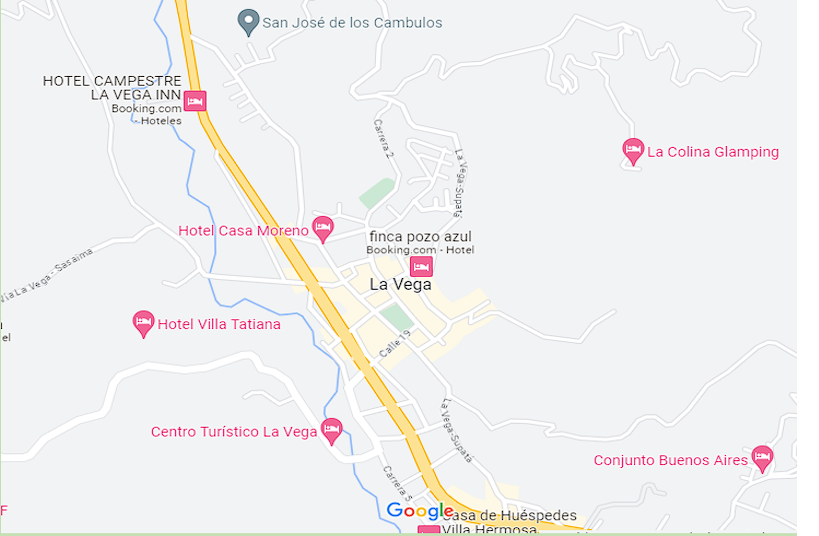 San José de los Cambulos
HOTEL CAMPESTRE
LA VEGA INN
Booking.com
- Hoteles
Carrera 2
La Colina Glamping
La Vega-Supatá
Hotel Casa Moreno
finca pozo azul
Booking.com - Hotel
Vía La Vega - Sasaima
La Vega
Hotel Villa Tatiana
el
Calle 19
Centro Turístico La Vega
La Vega-Supatá
Conjunto Buenos Aires
Carrera 5
F
Google
Casa de Huéspedes
Villa Hermosa